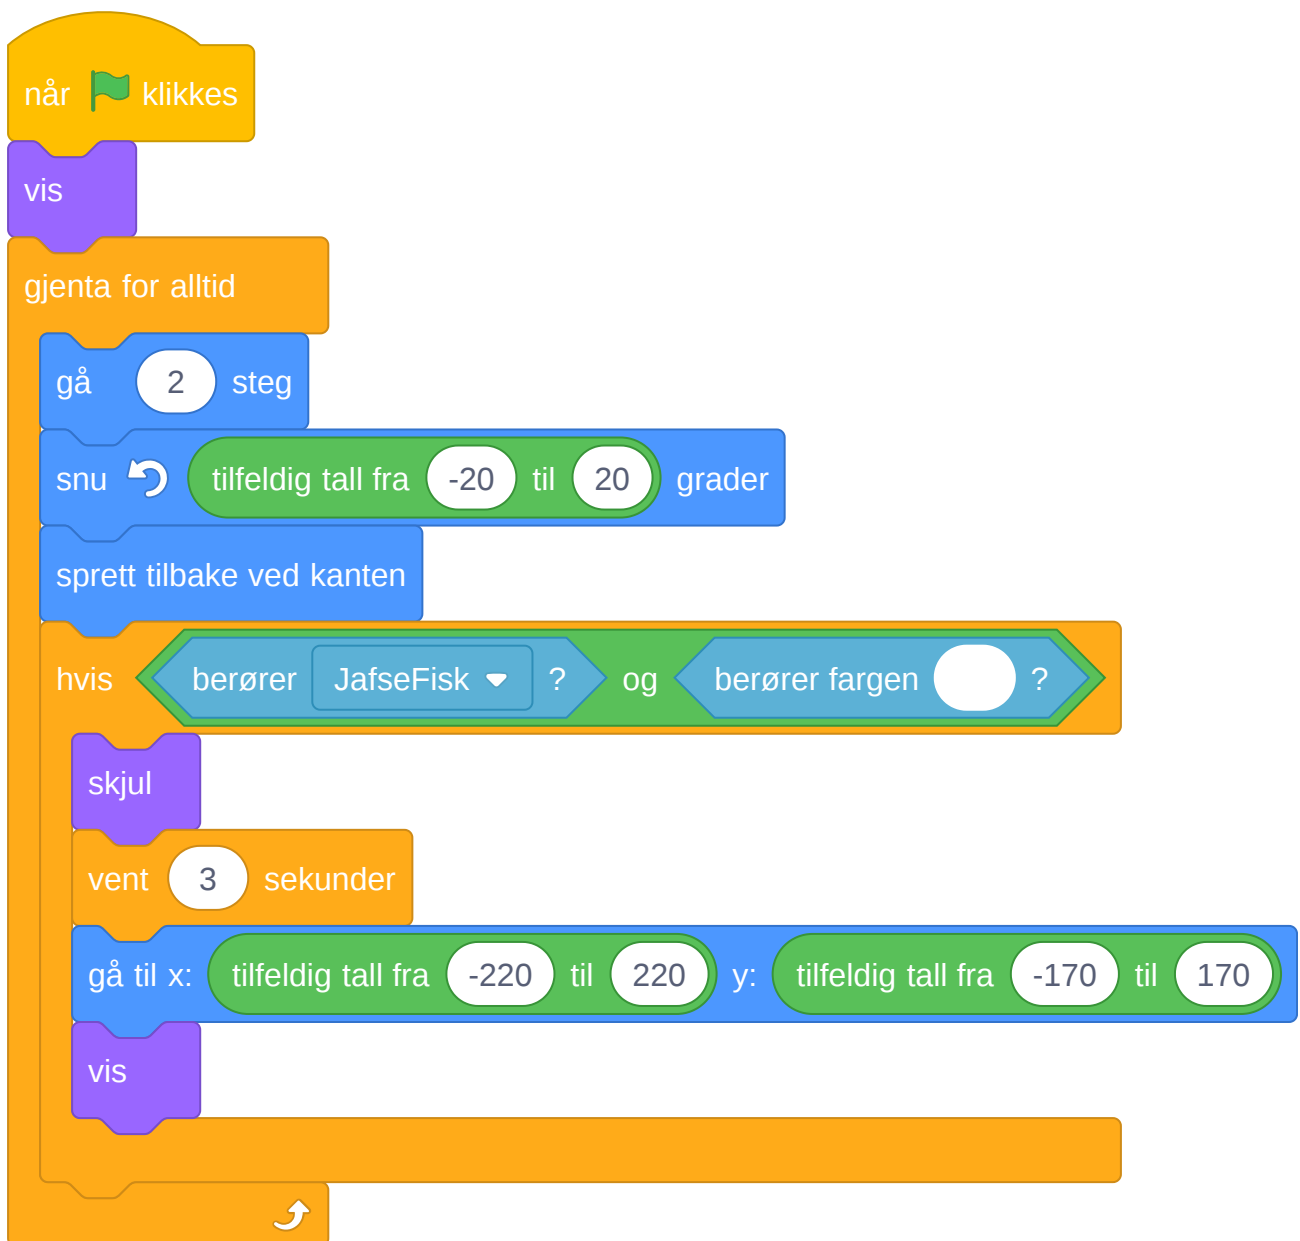 når klikkes
vis
gjenta for alltid
gå 2 steg
snu tilfeldig tall fra -20 til 20 grader
sprett tilbake ved kanten
hvis berører JafseFisk ? og berører fargen ?
skjul
vent 3 sekunder
gå til x: tilfeldig tall fra -220 til 220 y: tilfeldig tall fra -170 til 170
vis